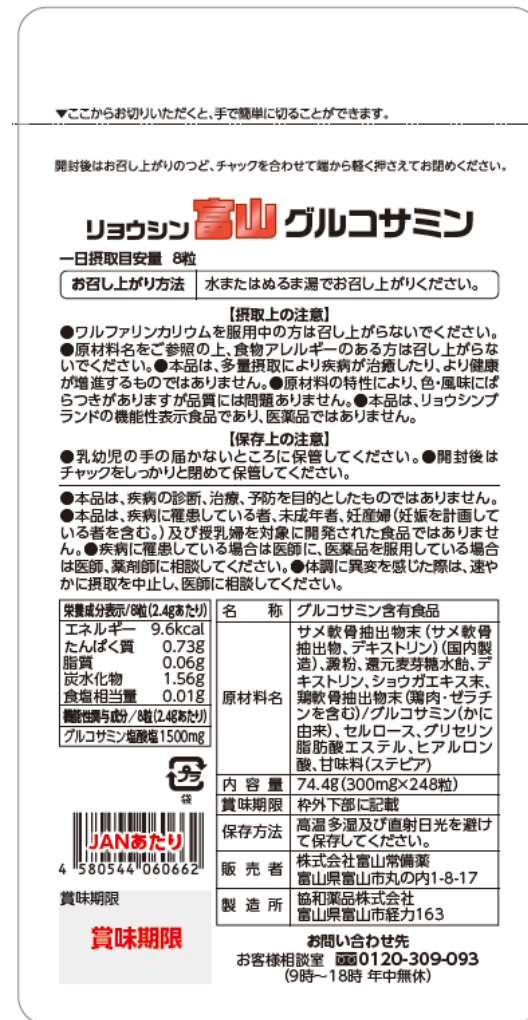 ▼ここからお切りいただくと、手で簡単に切ることができます。
開封後はお召し上がりのつど、チャックを合わせて端から軽く押さえてお閉めください。
リョウシン富山グルコサミン
一日摂取目安量 8粒
お召し上がり方法 水またはぬるま湯でお召し上がりください。
【摂取上の注意】
●ワルファリンカリウムを服用中の方は召し上がらないでください。
●原材料名をご参照の上、食物アレルギーのある方は召し上がらな
いでください。●本品は、多量摂取により疾病が治癒したり、より健康
が増進するものではありません。●原材料の特性により、色・風味にば
らつきがありますが品質には問題ありません。●本品は、リョウシンブ
ランドの機能性表示食品であり、医薬品ではありません。
【保存上の注意】
●乳幼児の手の届かないところに保管してください。●開封後は
チャックをしっかりと閉めて保管してください。
●本品は、疾病の診断、治療、予防を目的としたものではありません。
●本品は、疾病に罹患している者、未成年者、妊産婦(妊娠を計画して
いる者を含む。)及び授乳婦を対象に開発された食品ではありませ
ん。●疾病に罹患している場合は医師に、医薬品を服用している場合
は医師、薬剤師に相談してください。●体調に異変を感じた際は、速や
かに摂取を中止し、医師に相談してください。
栄養成分表示/8粒(2.4gあたり)
エネルギー 9.6kcal
たんぱく質 0.73g
脂質 0.06g
炭水化物 1.56g
食塩相当量 0.01g
機能性関与成分/8粒(2.4gあたり)
グルコサミン塩酸塩1500mg
プラ
袋
JANあたり
4 580544 060662
賞味期限
賞味期限
名称 グルコサミン含有食品
原材料名 サメ軟骨抽出物末(サメ軟骨
抽出物、デキストリン)(国内製
造)、澱粉、還元麦芽糖水飴、デ
キストリン、ショウガエキス末、
鶏軟骨抽出物末(鶏肉・ゼラチ
ンを含む)/グルコサミン(かに
由来)、セルロース、グリセリン
脂肪酸エステル、ヒアルロン
酸、甘味料(ステビア)
内容量 74.4g(300mg×248粒)
賞味期限 枠外下部に記載
保存方法 高温多湿及び直射日光を避け
て保存してください。
販売者 株式会社富山常備薬
富山県富山市丸の内1-8-17
製造所 協和薬品株式会社
富山県富山市経力163
お問い合わせ先
お客様相談室 0120-309-093
(9時〜18時 年中無休)